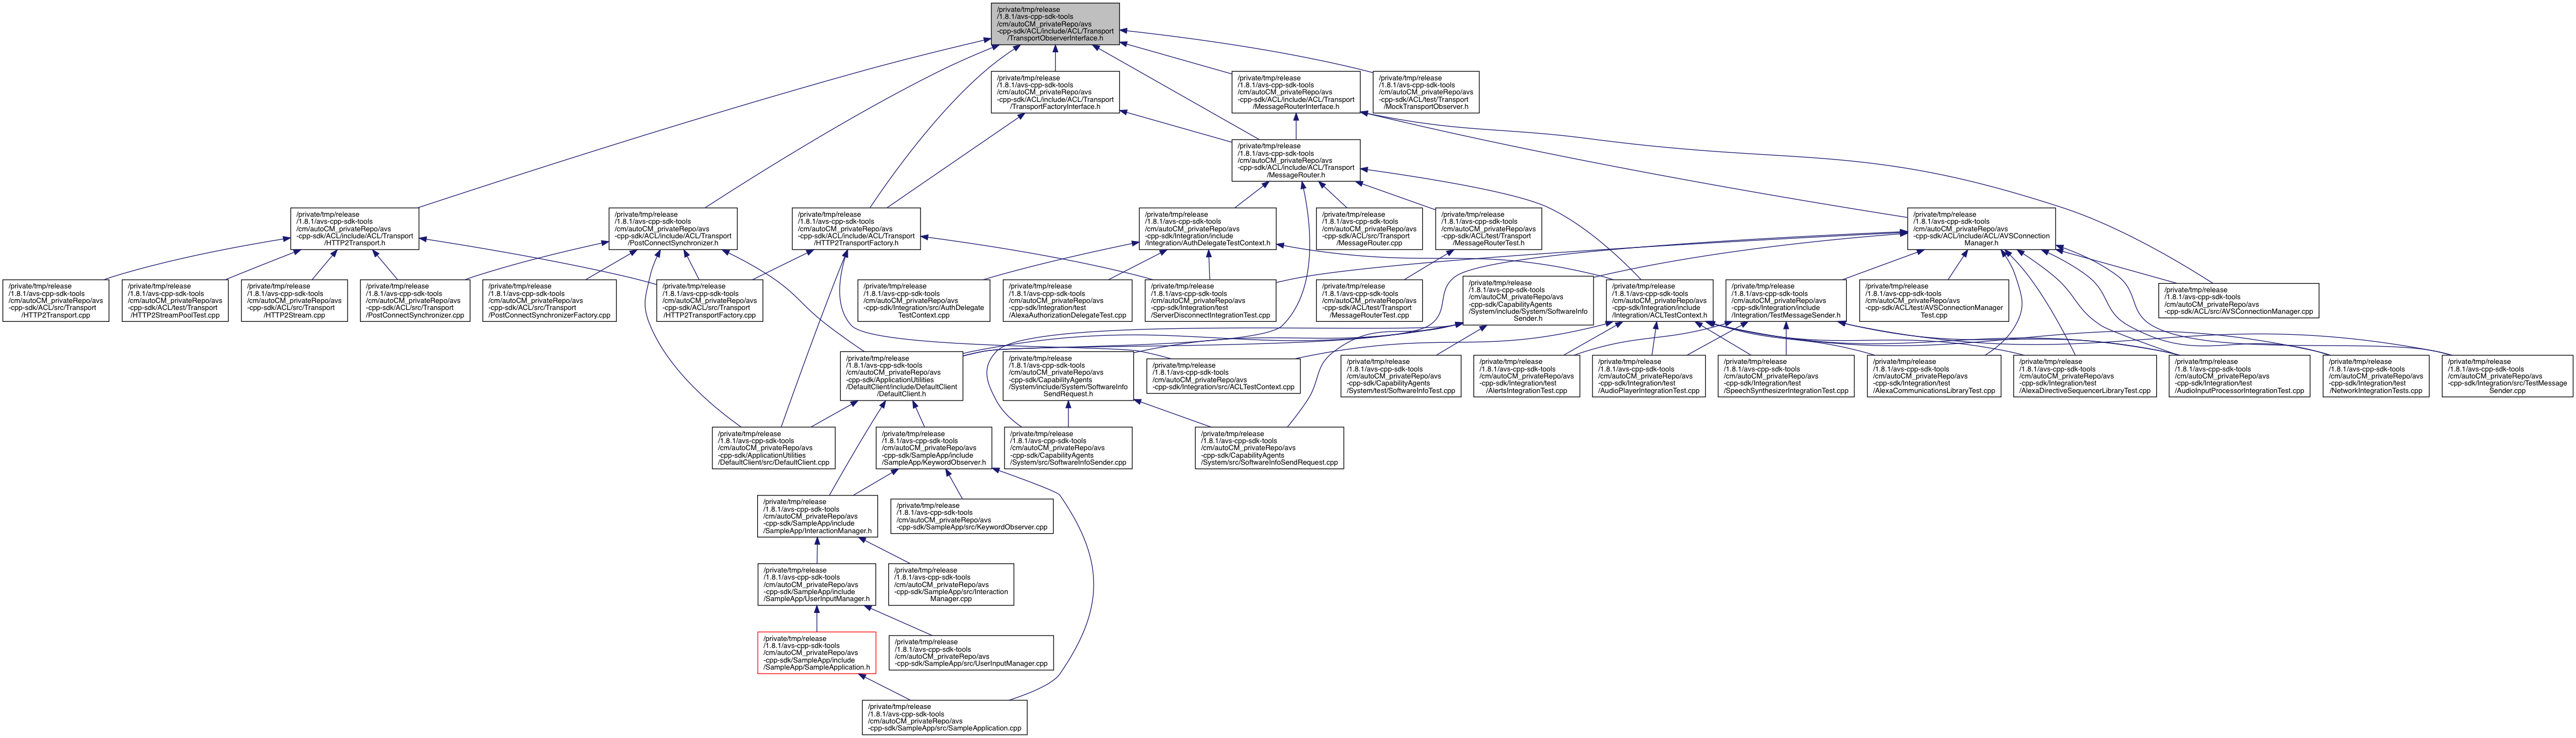 /private/tmp/release
/1.8.1/avs-cpp-sdk-tools
/cm/autoCM_privateRepo/avs
-cpp-sdk/ACL/include/ACL/Transport
/TransportObserverInterface.h
/private/tmp/release
/1.8.1/avs-cpp-sdk-tools
/cm/autoCM_privateRepo/avs
-cpp-sdk/ACL/include/ACL/Transport
/TransportFactoryInterface.h
/private/tmp/release
/1.8.1/avs-cpp-sdk-tools
/cm/autoCM_privateRepo/avs
-cpp-sdk/ACL/include/ACL/Transport
/MessageRouterInterface.h
/private/tmp/release
/1.8.1/avs-cpp-sdk-tools
/cm/autoCM_privateRepo/avs
-cpp-sdk/ACL/test/Transport
/MockTransportObserver.h
/private/tmp/release
/1.8.1/avs-cpp-sdk-tools
/cm/autoCM_privateRepo/avs
-cpp-sdk/ACL/include/ACL/Transport
/MessageRouter.h
/private/tmp/release
/1.8.1/avs-cpp-sdk-tools
/cm/autoCM_privateRepo/avs
-cpp-sdk/ACL/include/ACL/Transport
/HTTP2Transport.h
/private/tmp/release
/1.8.1/avs-cpp-sdk-tools
/cm/autoCM_privateRepo/avs
-cpp-sdk/ACL/include/ACL/Transport
/PostConnectSynchronizer.h
/private/tmp/release
/1.8.1/avs-cpp-sdk-tools
/cm/autoCM_privateRepo/avs
-cpp-sdk/ACL/include/ACL/Transport
/HTTP2TransportFactory.h
/private/tmp/release
/1.8.1/avs-cpp-sdk-tools
/cm/autoCM_privateRepo/avs
-cpp-sdk/Integration/include
/Integration/AuthDelegateTestContext.h
/private/tmp/release
/1.8.1/avs-cpp-sdk-tools
/cm/autoCM_privateRepo/avs
-cpp-sdk/ACL/src/Transport
/MessageRouter.cpp
/private/tmp/release
/1.8.1/avs-cpp-sdk-tools
/cm/autoCM_privateRepo/avs
-cpp-sdk/ACL/test/Transport
/MessageRouterTest.h
/private/tmp/release
/1.8.1/avs-cpp-sdk-tools
/cm/autoCM_privateRepo/avs
-cpp-sdk/ACL/include/ACL/AVSConnection
Manager.h
/private/tmp/release
/1.8.1/avs-cpp-sdk-tools
/cm/autoCM_privateRepo/avs
-cpp-sdk/ACL/src/Transport
/HTTP2Transport.cpp
/private/tmp/release
/1.8.1/avs-cpp-sdk-tools
/cm/autoCM_privateRepo/avs
-cpp-sdk/ACL/test/Transport
/HTTP2StreamPoolTest.cpp
/private/tmp/release
/1.8.1/avs-cpp-sdk-tools
/cm/autoCM_privateRepo/avs
-cpp-sdk/ACL/src/Transport
/HTTP2Stream.cpp
/private/tmp/release
/1.8.1/avs-cpp-sdk-tools
/cm/autoCM_privateRepo/avs
-cpp-sdk/ACL/src/Transport
/PostConnectSynchronizer.cpp
/private/tmp/release
/1.8.1/avs-cpp-sdk-tools
/cm/autoCM_privateRepo/avs
-cpp-sdk/ACL/src/Transport
/PostConnectSynchronizerFactory.cpp
/private/tmp/release
/1.8.1/avs-cpp-sdk-tools
/cm/autoCM_privateRepo/avs
-cpp-sdk/ACL/src/Transport
/HTTP2TransportFactory.cpp
/private/tmp/release
/1.8.1/avs-cpp-sdk-tools
/cm/autoCM_privateRepo/avs
-cpp-sdk/Integration/src/AuthDelegate
TestContext.cpp
/private/tmp/release
/1.8.1/avs-cpp-sdk-tools
/cm/autoCM_privateRepo/avs
-cpp-sdk/Integration/test
/AlexaAuthorizationDelegateTest.cpp
/private/tmp/release
/1.8.1/avs-cpp-sdk-tools
/cm/autoCM_privateRepo/avs
-cpp-sdk/Integration/test
/ServerDisconnectIntegrationTest.cpp
/private/tmp/release
/1.8.1/avs-cpp-sdk-tools
/cm/autoCM_privateRepo/avs
-cpp-sdk/ACL/test/Transport
/MessageRouterTest.cpp
/private/tmp/release
/1.8.1/avs-cpp-sdk-tools
/cm/autoCM_privateRepo/avs
-cpp-sdk/CapabilityAgents
/System/include/System/SoftwareInfo
Sender.h
/private/tmp/release
/1.8.1/avs-cpp-sdk-tools
/cm/autoCM_privateRepo/avs
-cpp-sdk/Integration/include
/Integration/ACLTestContext.h
/private/tmp/release
/1.8.1/avs-cpp-sdk-tools
/cm/autoCM_privateRepo/avs
-cpp-sdk/Integration/include
/Integration/TestMessageSender.h
/private/tmp/release
/1.8.1/avs-cpp-sdk-tools
/cm/autoCM_privateRepo/avs
-cpp-sdk/ACL/test/AVSConnectionManager
Test.cpp
/private/tmp/release
/1.8.1/avs-cpp-sdk-tools
/cm/autoCM_privateRepo/avs
-cpp-sdk/ACL/src/AVSConnectionManager.cpp
/private/tmp/release
/1.8.1/avs-cpp-sdk-tools
/cm/autoCM_privateRepo/avs
-cpp-sdk/ApplicationUtilities
/DefaultClient/include/DefaultClient
/DefaultClient.h
/private/tmp/release
/1.8.1/avs-cpp-sdk-tools
/cm/autoCM_privateRepo/avs
-cpp-sdk/CapabilityAgents
/System/include/System/SoftwareInfo
SendRequest.h
/private/tmp/release
/1.8.1/avs-cpp-sdk-tools
/cm/autoCM_privateRepo/avs
-cpp-sdk/Integration/src/ACLTestContext.cpp
/private/tmp/release
/1.8.1/avs-cpp-sdk-tools
/cm/autoCM_privateRepo/avs
-cpp-sdk/CapabilityAgents
/System/test/SoftwareInfoTest.cpp
/private/tmp/release
/1.8.1/avs-cpp-sdk-tools
/cm/autoCM_privateRepo/avs
-cpp-sdk/Integration/test
/AlertsIntegrationTest.cpp
/private/tmp/release
/1.8.1/avs-cpp-sdk-tools
/cm/autoCM_privateRepo/avs
-cpp-sdk/Integration/test
/AudioPlayerIntegrationTest.cpp
/private/tmp/release
/1.8.1/avs-cpp-sdk-tools
/cm/autoCM_privateRepo/avs
-cpp-sdk/Integration/test
/SpeechSynthesizerIntegrationTest.cpp
/private/tmp/release
/1.8.1/avs-cpp-sdk-tools
/cm/autoCM_privateRepo/avs
-cpp-sdk/Integration/test
/AlexaCommunicationsLibraryTest.cpp
/private/tmp/release
/1.8.1/avs-cpp-sdk-tools
/cm/autoCM_privateRepo/avs
-cpp-sdk/Integration/test
/AlexaDirectiveSequencerLibraryTest.cpp
/private/tmp/release
/1.8.1/avs-cpp-sdk-tools
/cm/autoCM_privateRepo/avs
-cpp-sdk/Integration/test
/AudioInputProcessorIntegrationTest.cpp
/private/tmp/release
/1.8.1/avs-cpp-sdk-tools
/cm/autoCM_privateRepo/avs
-cpp-sdk/Integration/test
/NetworkIntegrationTests.cpp
/private/tmp/release
/1.8.1/avs-cpp-sdk-tools
/cm/autoCM_privateRepo/avs
-cpp-sdk/Integration/src/TestMessage
Sender.cpp
/private/tmp/release
/1.8.1/avs-cpp-sdk-tools
/cm/autoCM_privateRepo/avs
-cpp-sdk/ApplicationUtilities
/DefaultClient/src/DefaultClient.cpp
/private/tmp/release
/1.8.1/avs-cpp-sdk-tools
/cm/autoCM_privateRepo/avs
-cpp-sdk/SampleApp/include
/SampleApp/KeywordObserver.h
/private/tmp/release
/1.8.1/avs-cpp-sdk-tools
/cm/autoCM_privateRepo/avs
-cpp-sdk/CapabilityAgents
/System/src/SoftwareInfoSender.cpp
/private/tmp/release
/1.8.1/avs-cpp-sdk-tools
/cm/autoCM_privateRepo/avs
-cpp-sdk/CapabilityAgents
/System/src/SoftwareInfoSendRequest.cpp
/private/tmp/release
/1.8.1/avs-cpp-sdk-tools
/cm/autoCM_privateRepo/avs
-cpp-sdk/SampleApp/include
/SampleApp/InteractionManager.h
/private/tmp/release
/1.8.1/avs-cpp-sdk-tools
/cm/autoCM_privateRepo/avs
-cpp-sdk/SampleApp/src/KeywordObserver.cpp
/private/tmp/release
/1.8.1/avs-cpp-sdk-tools
/cm/autoCM_privateRepo/avs
-cpp-sdk/SampleApp/include
/SampleApp/UserInputManager.h
/private/tmp/release
/1.8.1/avs-cpp-sdk-tools
/cm/autoCM_privateRepo/avs
-cpp-sdk/SampleApp/src/Interaction
Manager.cpp
/private/tmp/release
/1.8.1/avs-cpp-sdk-tools
/cm/autoCM_privateRepo/avs
-cpp-sdk/SampleApp/include
/SampleApp/SampleApplication.h
/private/tmp/release
/1.8.1/avs-cpp-sdk-tools
/cm/autoCM_privateRepo/avs
-cpp-sdk/SampleApp/src/UserInputManager.cpp
/private/tmp/release
/1.8.1/avs-cpp-sdk-tools
/cm/autoCM_privateRepo/avs
-cpp-sdk/SampleApp/src/SampleApplication.cpp